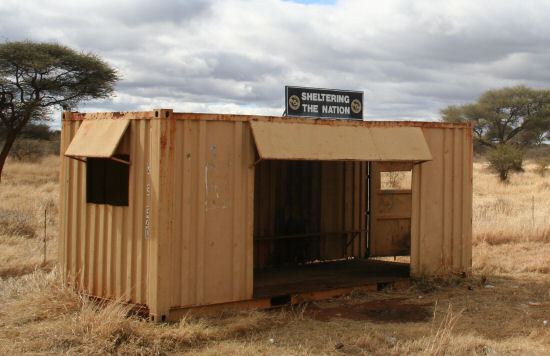 SHELTERING
THE NATION